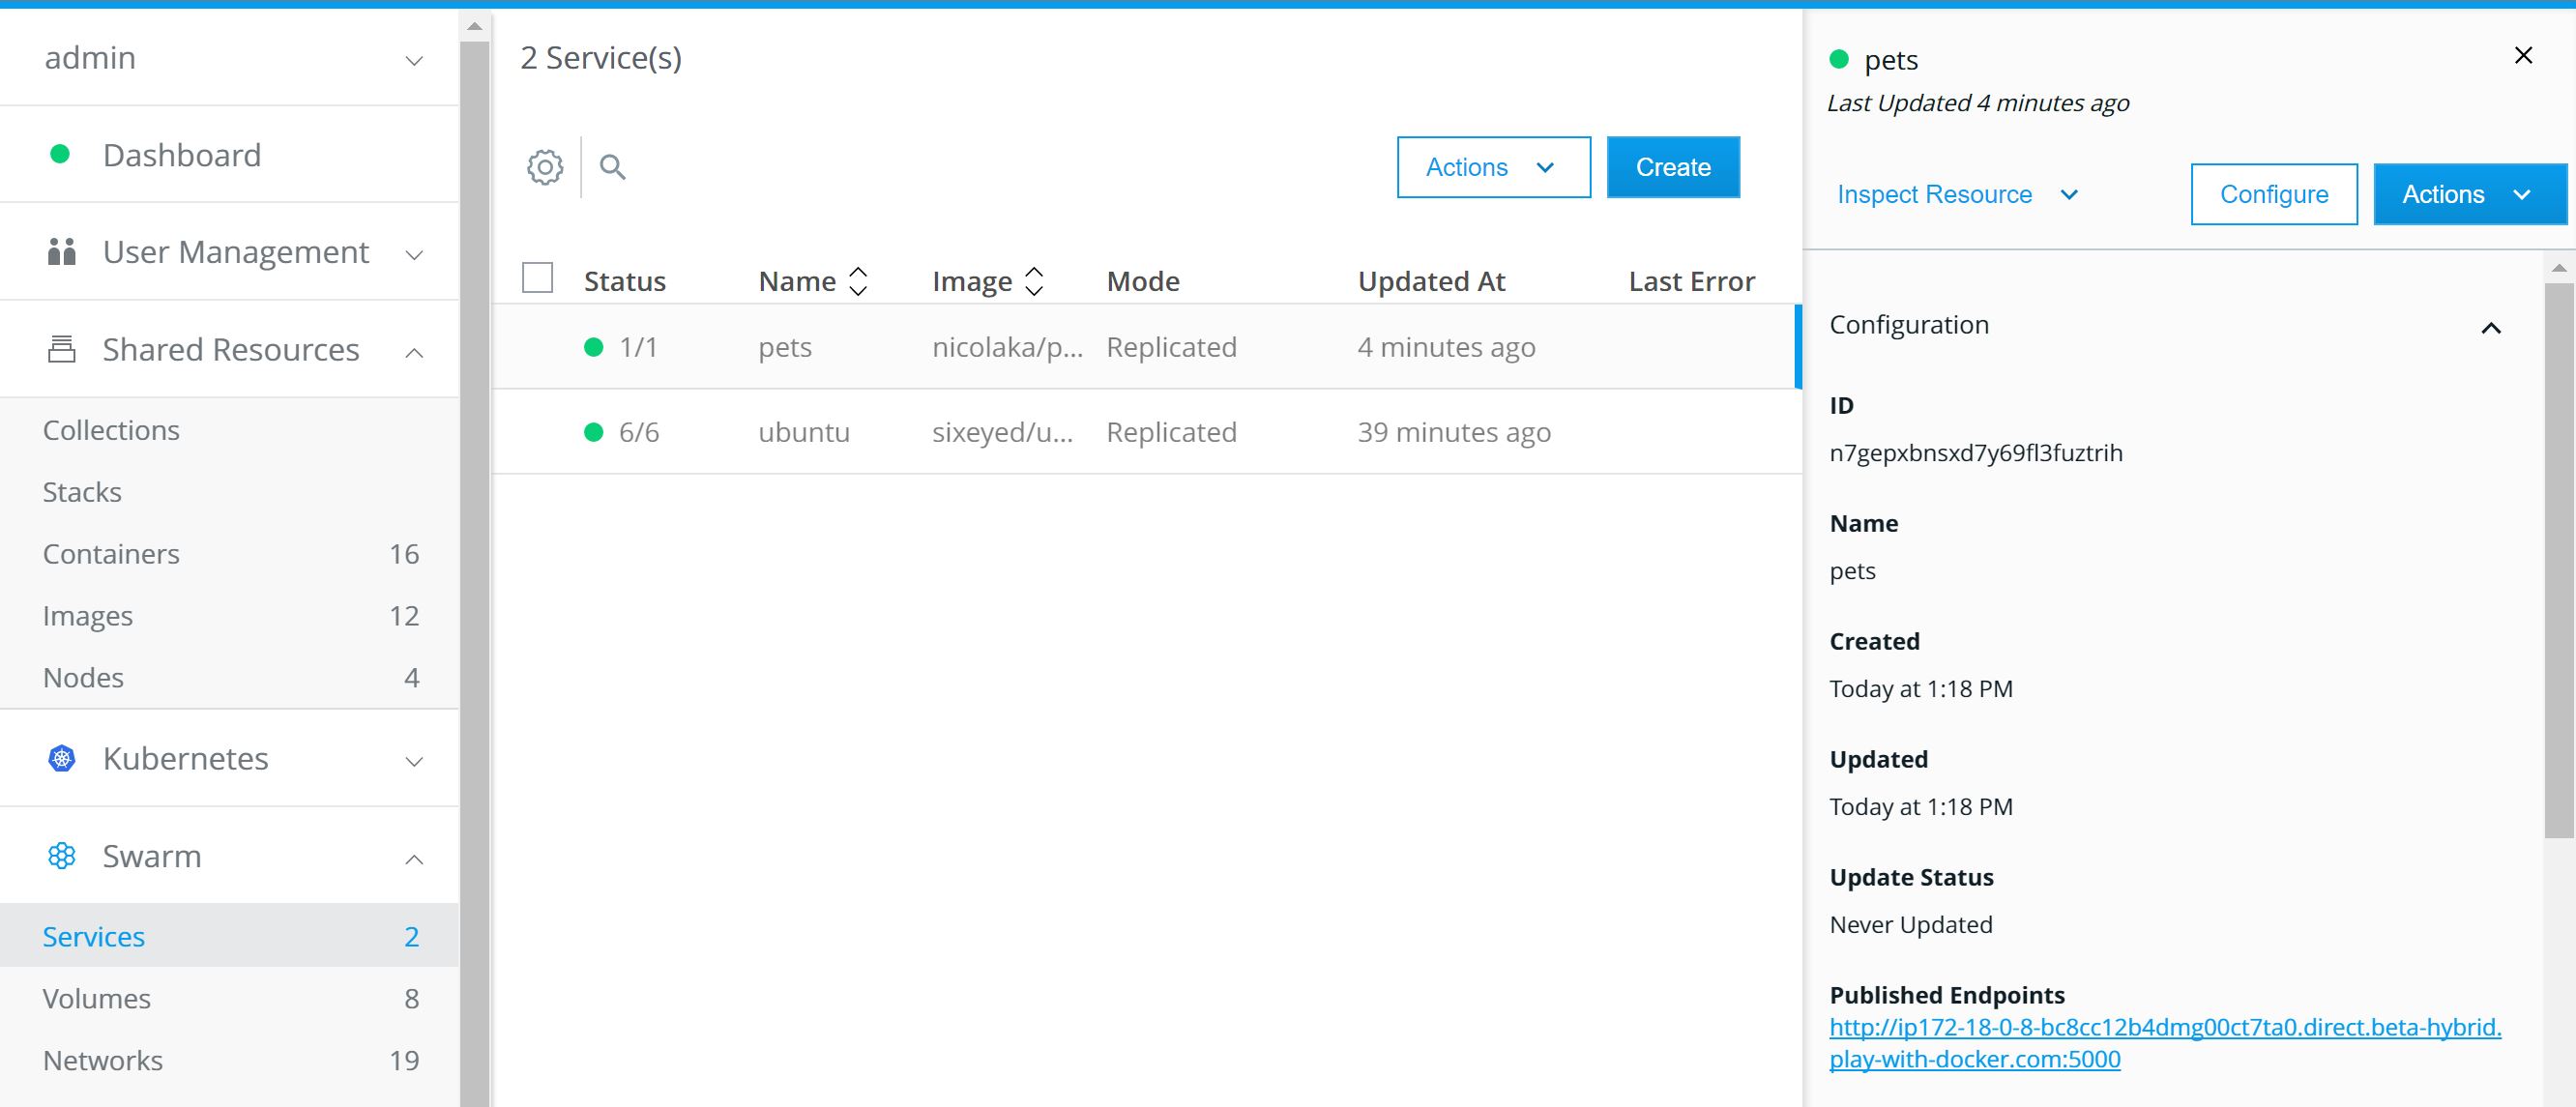 admin
Dashboard
User Management
Shared Resources
Collections
Stacks
Containers 16
Images 12
Nodes 4
Kubernetes
Swarm
Services 2
Volumes 8
Networks 19
2 Service(s)
Actions Create
Status Name Image Mode Updated At Last Error
1/1 pets nicolaka/p... Replicated 4 minutes ago
6/6 ubuntu sixeyed/u... Replicated 39 minutes ago
pets
Last Updated 4 minutes ago
Inspect Resource Configure Actions
Configuration
ID
n7gepxbnsxd7y69fl3fuztrih
Name
pets
Created
Today at 1:18 PM
Updated
Today at 1:18 PM
Update Status
Never Updated
Published Endpoints
http://ip172-18-0-8-bc8cc12b4dmg00ct7ta0.direct.beta-hybrid.
play-with-docker.com:5000